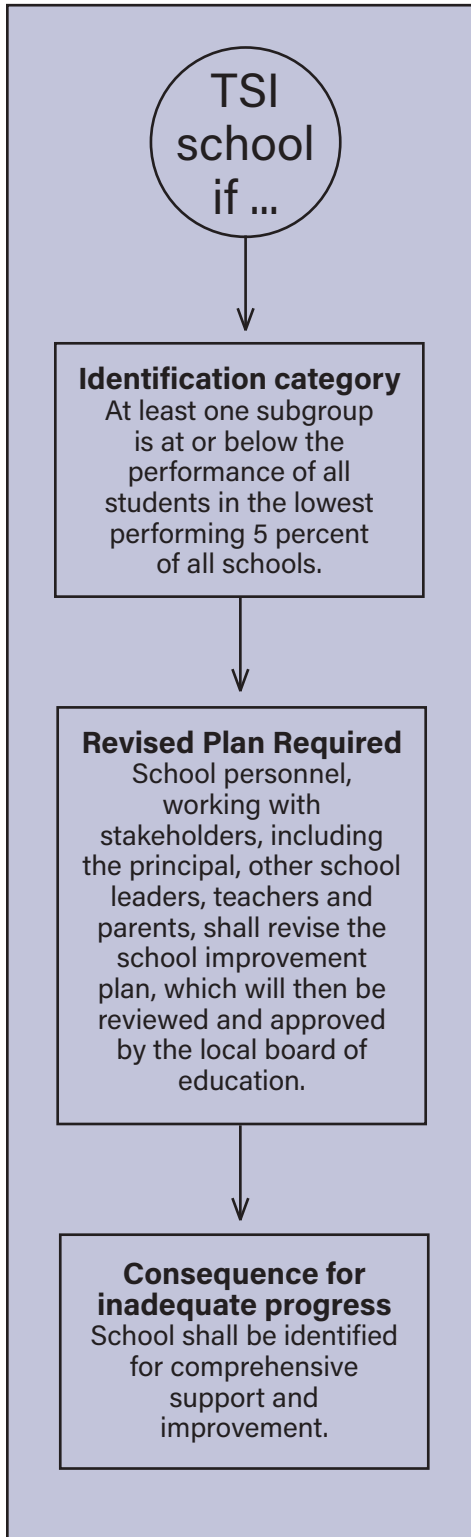 TSI
school
if ...
Identification category
At least one subgroup
is at or below the
performance of all
students in the lowest
performing 5 percent
of all schools.
Revised Plan Required
School personnel,
working with
stakeholders, including
the principal, other school
leaders, teachers and
parents, shall revise the
school improvement
plan, which will then be
reviewed and approved
by the local board of
education.
Consequence for
inadequate progress
School shall be identified
for comprehensive
support and
improvement.